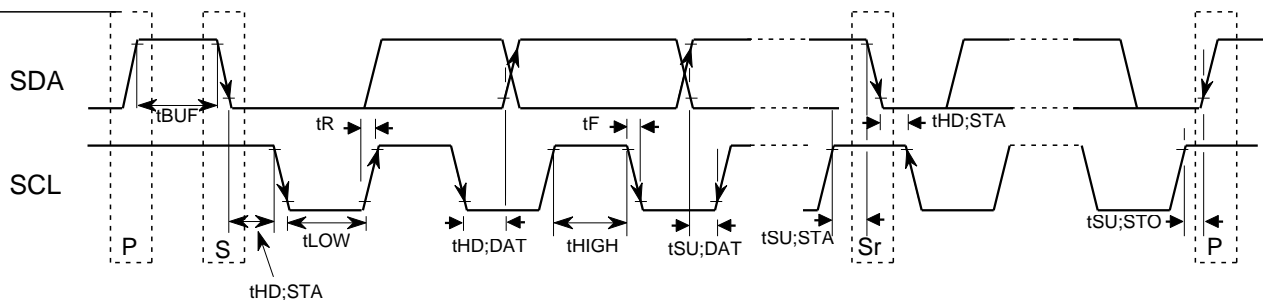 SDA
tBUF
tR
tF
tHD;STA
SCL
tLOW
tHD;DAT
tHIGH
tSU;DAT
tSU;STA
tSU;STO
P
S
Sr
P
tHD;STA